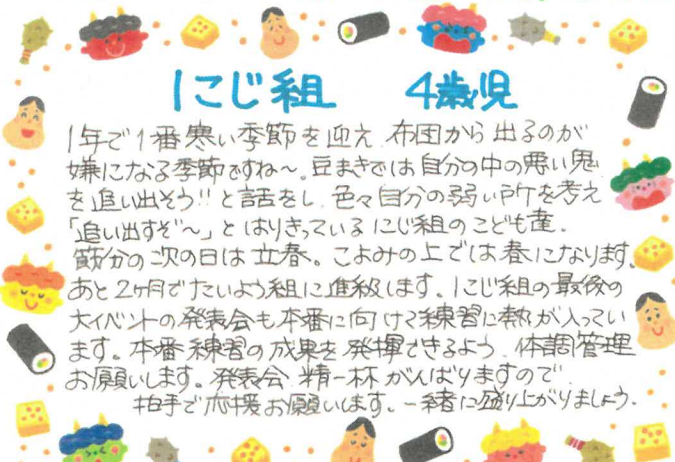 にじ組　4歳児
1年で1番寒い季節を迎え、布団から出るのが
嫌になる季節ですね〜。豆まきでは自分の中の悪い鬼
を追い出そう!!と話をし、色々自分の弱い所を考え
「追い出すぞ〜」とはりきっているにじ組のこども達。
節分の次の日は立春。こよみの上では春になります。
あと2ヶ月でたいよう組に進級します。にじ組の最後の
大イベントの発表会も本番に向けて練習に熱が入ってい
ます。本番練習の成果を発揮できるよう、体調管理
お願いします。発表会、精一杯がんばりますので
拍手で応援お願いします。一緒に盛り上がりましょう.